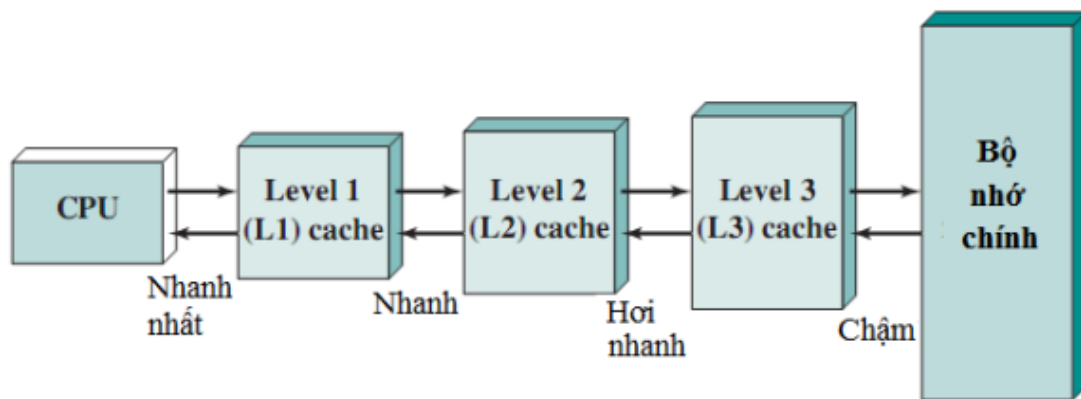 CPU
Level 1
(L1) cache
Level 2
(L2) cache
Level 3
(L3) cache
Bộ
nhớ
chính
Nhanh
nhất
Nhanh
Hơi
nhanh
Chậm